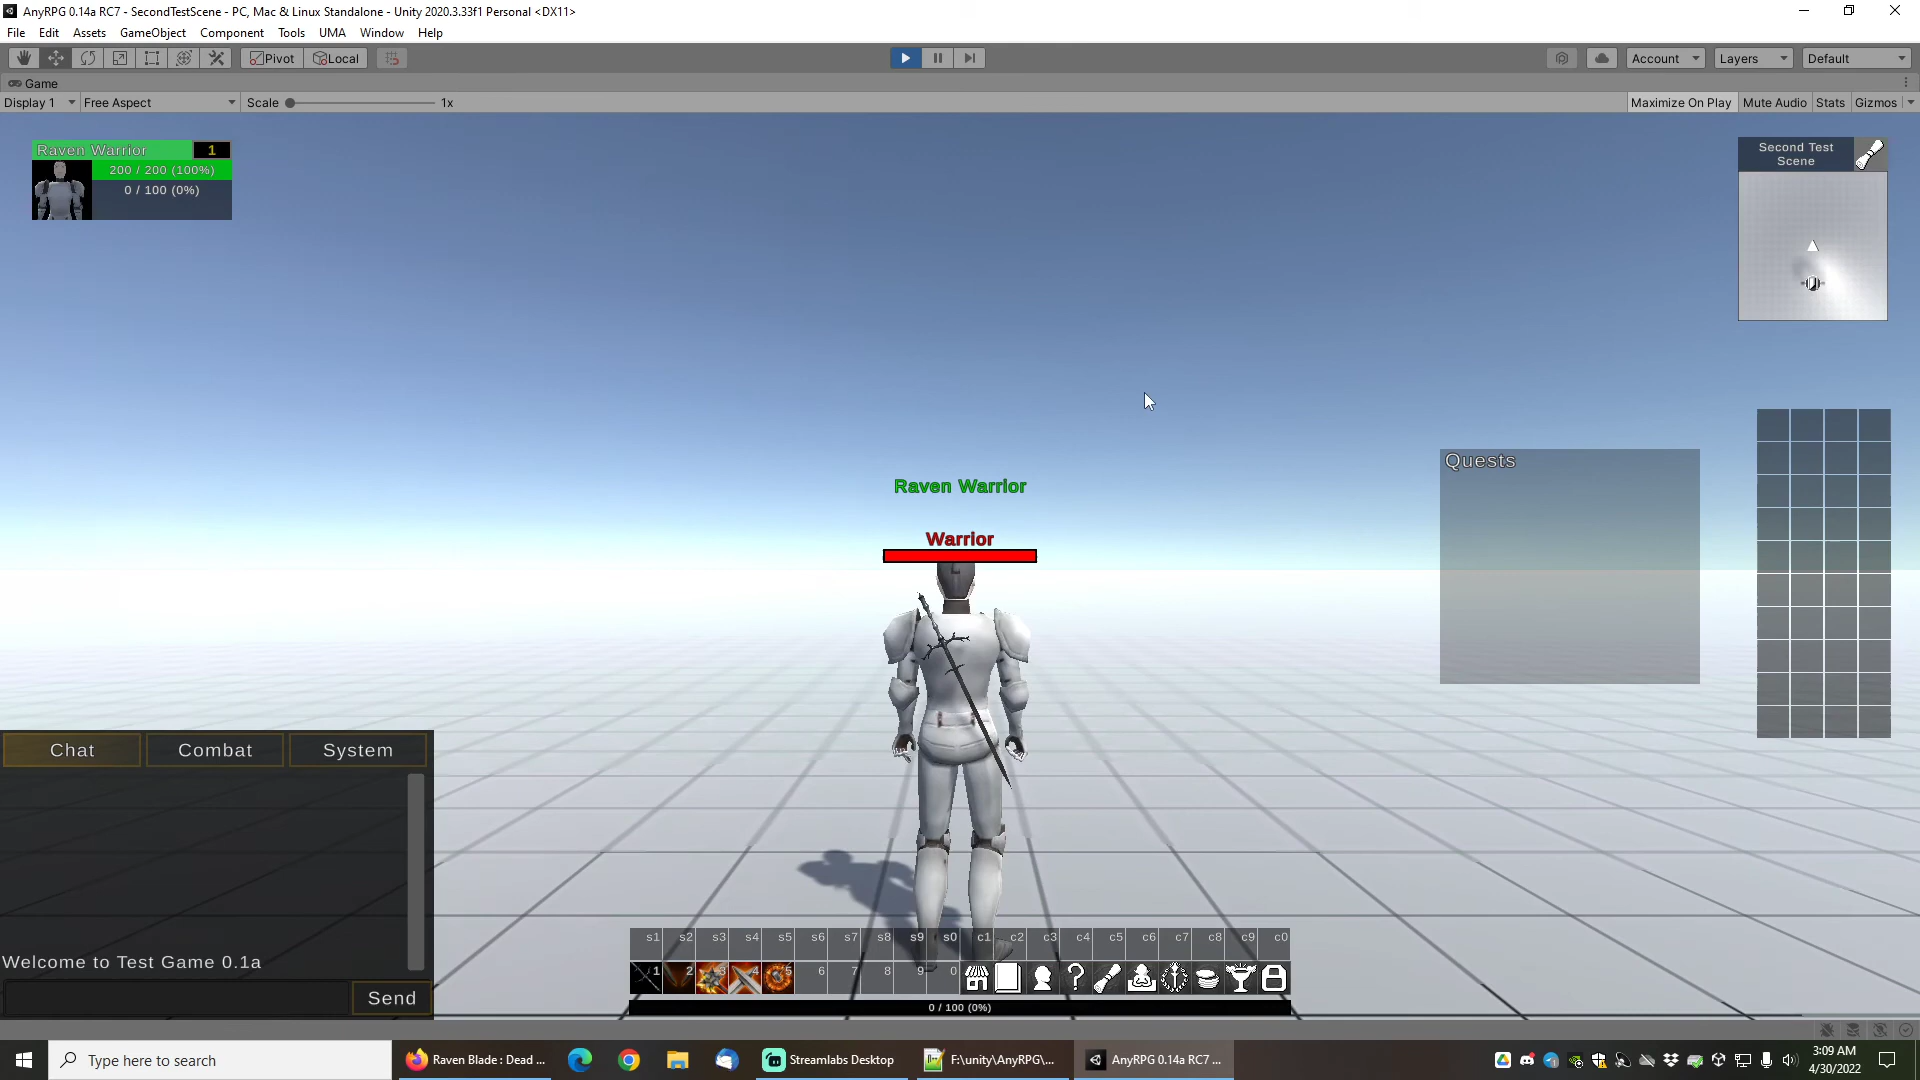 AnyRPG 0.14a RC7 - SecondTestScene - PC, Mac & Linux Standalone - Unity 2020.3.33f1 Personal <DX11>
File Edit Assets GameObject Component Tools UMA Window Help
Pivot Local Account Layers Default
Game
Display 1 Free Aspect Scale 1x Maximize On Play Mute Audio Stats Gizmos
Raven Warrior 1
200 / 200 (100%)
0 / 100 (0%)
Second Test
Scene
Quests
Raven Warrior
Warrior
Chat Combat System
Welcome to Test Game 0.1a
Send
s1 s2 s3 s4 s5 s6 s7 s8 s9 s0 c1 c2 c3 c4 c5 c6 c7 c8 c9 c0
1 2 3 4 5 6 7 8 9 0
0 / 100 (0%)
Type here to search
Raven Blade : Dead ...
Streamlabs Desktop
F:\unity\AnyRPG\...
AnyRPG 0.14a RC7 ...
3:09 AM
4/30/2022